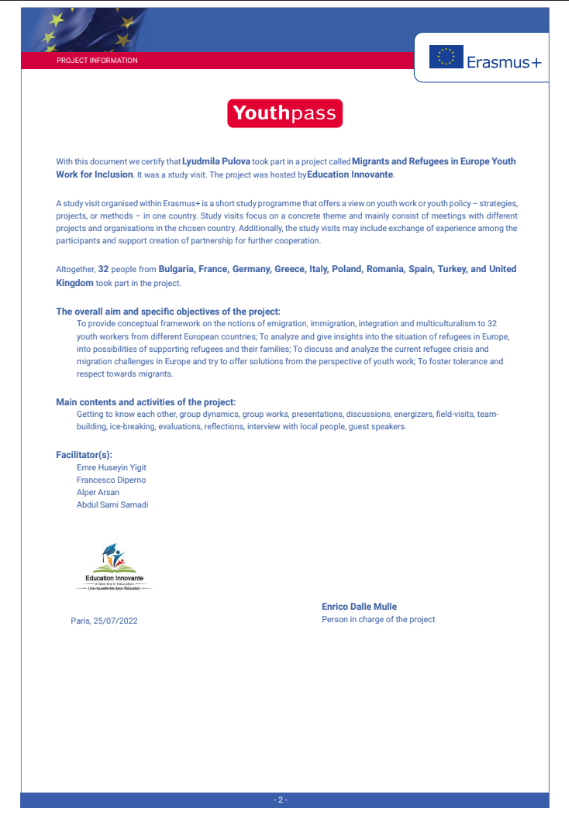 PROJECT INFORMATION
Erasmus+
Youthpass
With this document we certify that Lyudmila Pulova took part in a project called Migrants and Refugees in Europe Youth
Work for Inclusion. It was a study visit. The project was hosted by Education Innovante.
A study visit organised within Erasmus+ is a short study programme that offers a view on youth work or youth policy – strategies,
projects, or methods – in one country. Study visits focus on a concrete theme and mainly consist of meetings with different
projects and organisations in the chosen country. Additionally, the study visits may include exchange of experience among the
participants and support creation of partnership for further cooperation.
Altogether, 32 people from Bulgaria, France, Germany, Greece, Italy, Poland, Romania, Spain, Turkey, and United
Kingdom took part in the project.
The overall aim and specific objectives of the project:
To provide conceptual framework on the notions of emigration, immigration, integration and multiculturalism to 32
youth workers from different European countries; To analyze and give insights into the situation of refugees in Europe,
into possibilities of supporting refugees and their families; To discuss and analyze the current refugee crisis and
migration challenges in Europe and try to offer solutions from the perspective of youth work; To foster tolerance and
respect towards migrants.
Main contents and activities of the project:
Getting to know each other, group dynamics, group works, presentations, discussions, energizers, field-visits, team-
building, ice-breaking, evaluations, reflections, interview with local people, guest speakers.
Facilitator(s):
Emre Huseyin Yigit
Francesco Diperno
Alper Arsan
Abdul Sami Samadi
Education Innovante
A New Era In Education
Une nouvelle ère dans l'éducation
Enrico Dalle Mulle
Paris, 25/07/2022
Person in charge of the project
- 2 -